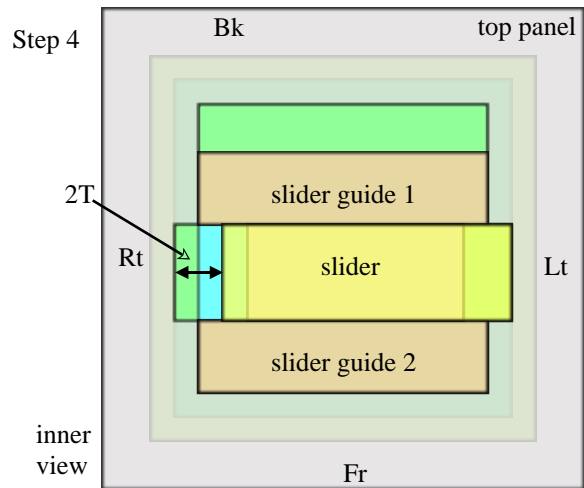 Step 4
Bk
top panel
slider guide 1
2T
Rt
slider
Lt
slider guide 2
inner
view
Fr